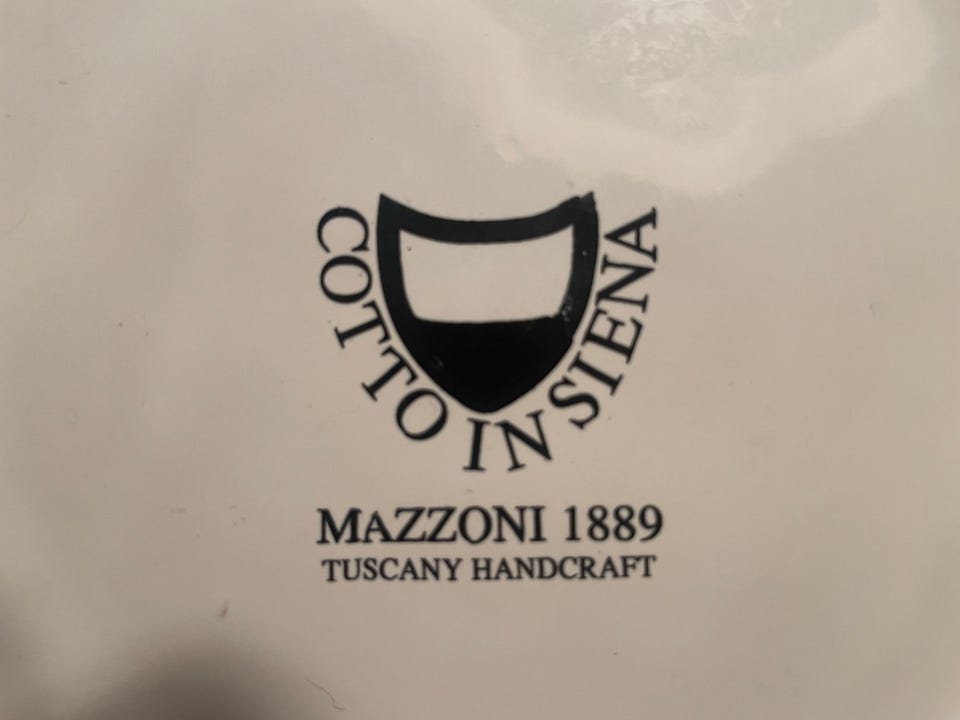 COTTO IN SIENA
MAZZONI 1889
TUSCANY HANDCRAFT